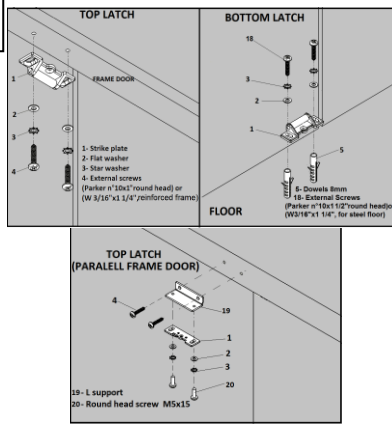 TOP LATCH
1
FRAME DOOR
2
3
4
1- Strike plate
2- Flat washer
3- Star washer
4- External screws
(Parker n°10x1"round head) or
(W 3/16"x1 1/4",reinforced frame)
BOTTOM LATCH
18
3
2
1
5
FLOOR
5- Dowels 8mm
18- External Screws
(Parker n°10x1 1/2"round head)o
(W3/16"x1 1/4", for steel floor)
TOP LATCH
(PARALELL FRAME DOOR)
4
19
1
2
3
20
19- L support
20- Round head screw M5x15